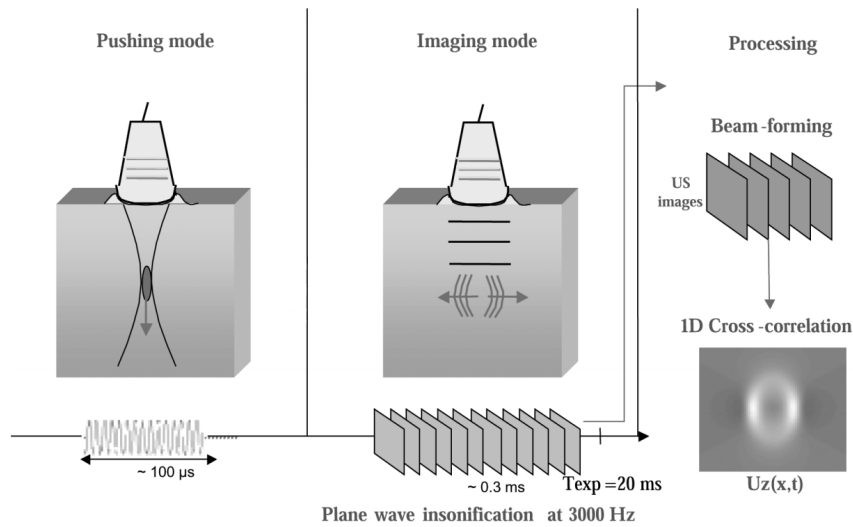 Pushing mode
Imaging mode
Processing
Beam-forming
US
images
1D Cross-correlation
~ 100 µs
~ 0.3 ms
Texp = 20 ms
Uz(x,t)
Plane wave insonification at 3000 Hz